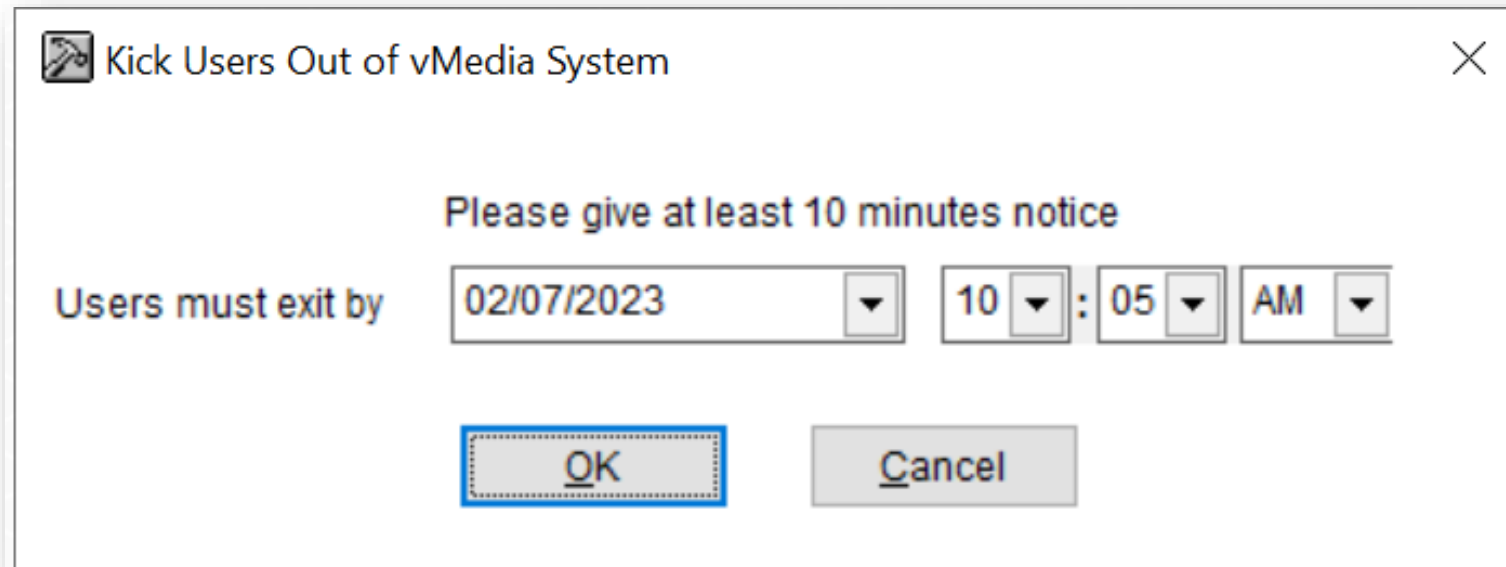 Kick Users Out of vMedia System
Please give at least 10 minutes notice
Users must exit by 02/07/2023 10 : 05 AM
OK Cancel